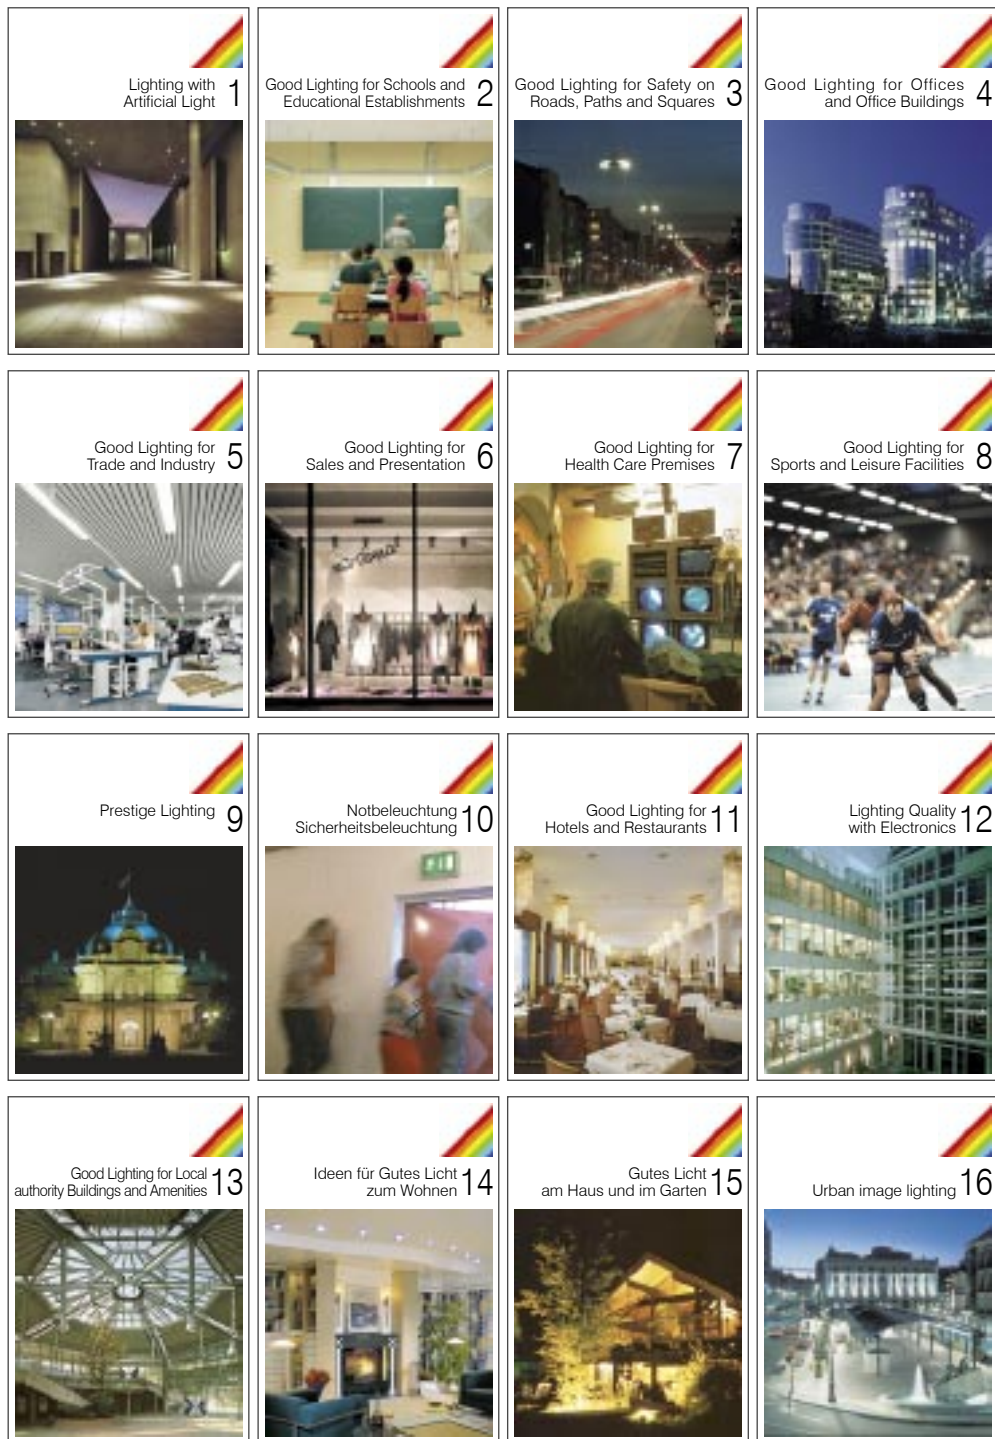 Lighting with
Artificial Light 1
Good Lighting for Schools and
Educational Establishments 2
Good Lighting for Safety on
Roads, Paths and Squares 3
Good Lighting for Offices
and Office Buildings 4
Good Lighting for
Trade and Industry 5
Good Lighting for
Sales and Presentation 6
Good Lighting for
Health Care Premises 7
Good Lighting for
Sports and Leisure Facilities 8
Prestige Lighting 9
Notbeleuchtung
Sicherheitsbeleuchtung 10
Good Lighting for
Hotels and Restaurants 11
Lighting Quality
with Electronics 12
Good Lighting for Local
authority Buildings and Amenities 13
Ideen für Gutes Licht
zum Wohnen 14
Gutes Licht
am Haus und im Garten 15
Urban image lighting 16